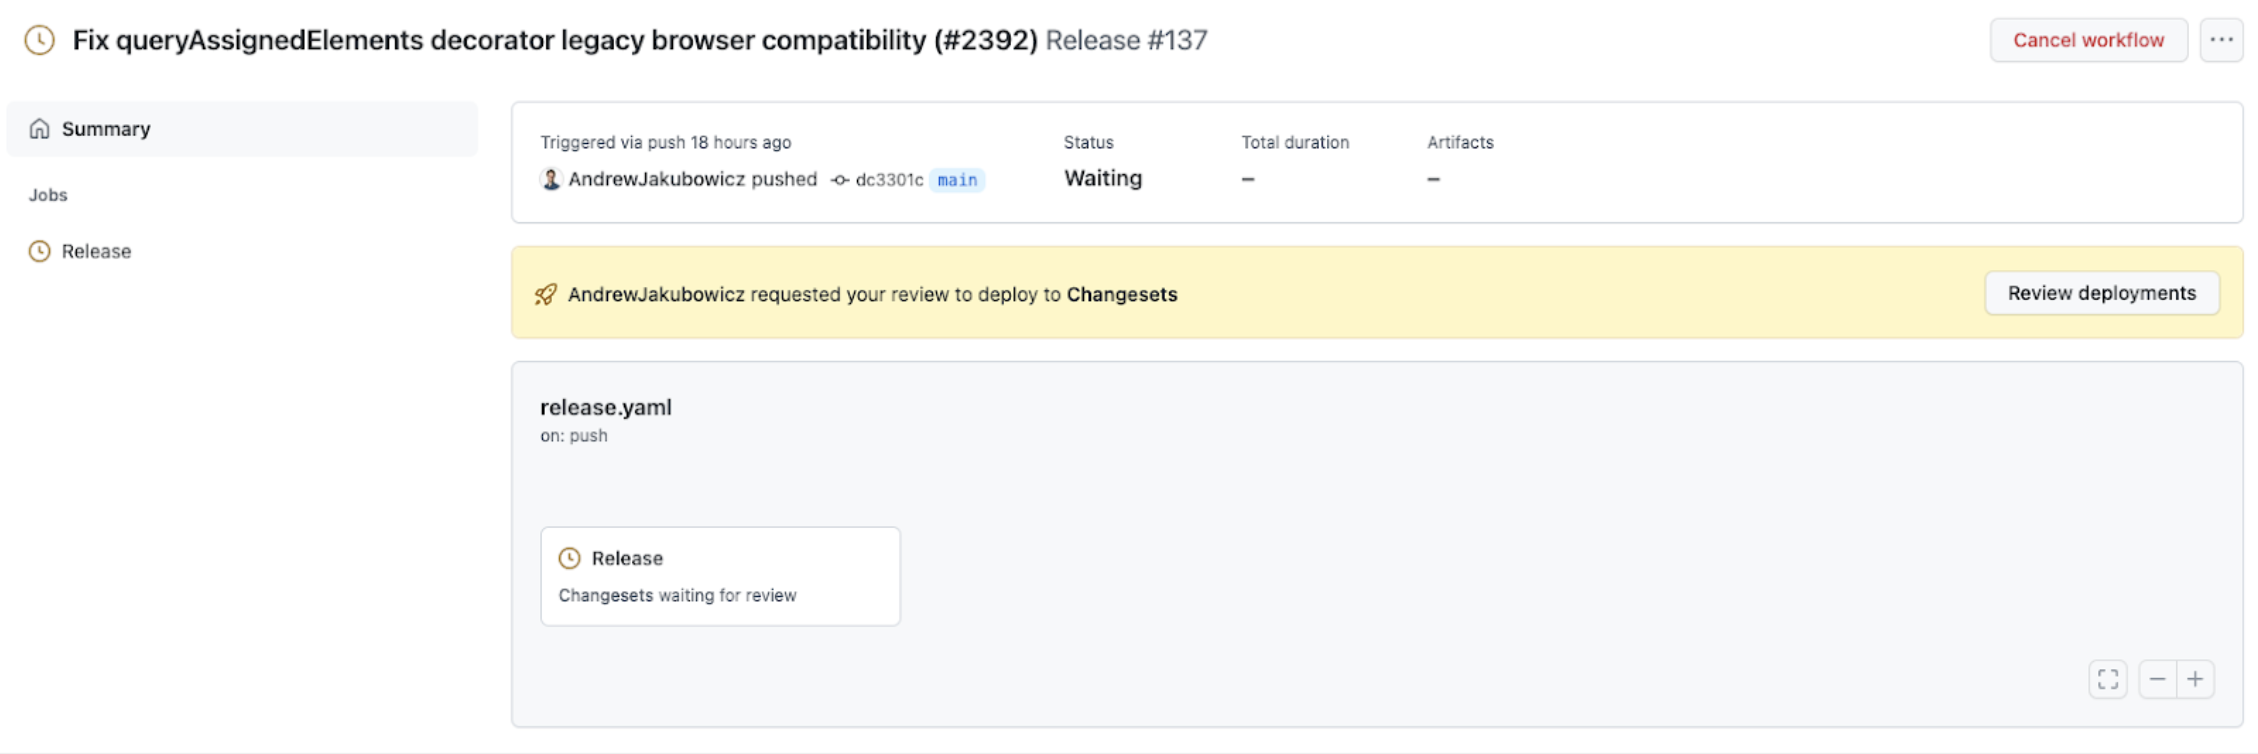 Fix queryAssignedElements decorator legacy browser compatibility (#2392) Release #137
Cancel workflow
Summary
Jobs
Release
Triggered via push 18 hours ago
AndrewJakubowicz pushed dc3301c main
Status
Waiting
Total duration
–
Artifacts
–
AndrewJakubowicz requested your review to deploy to Changesets
Review deployments
release.yaml
on: push
Release
Changesets waiting for review